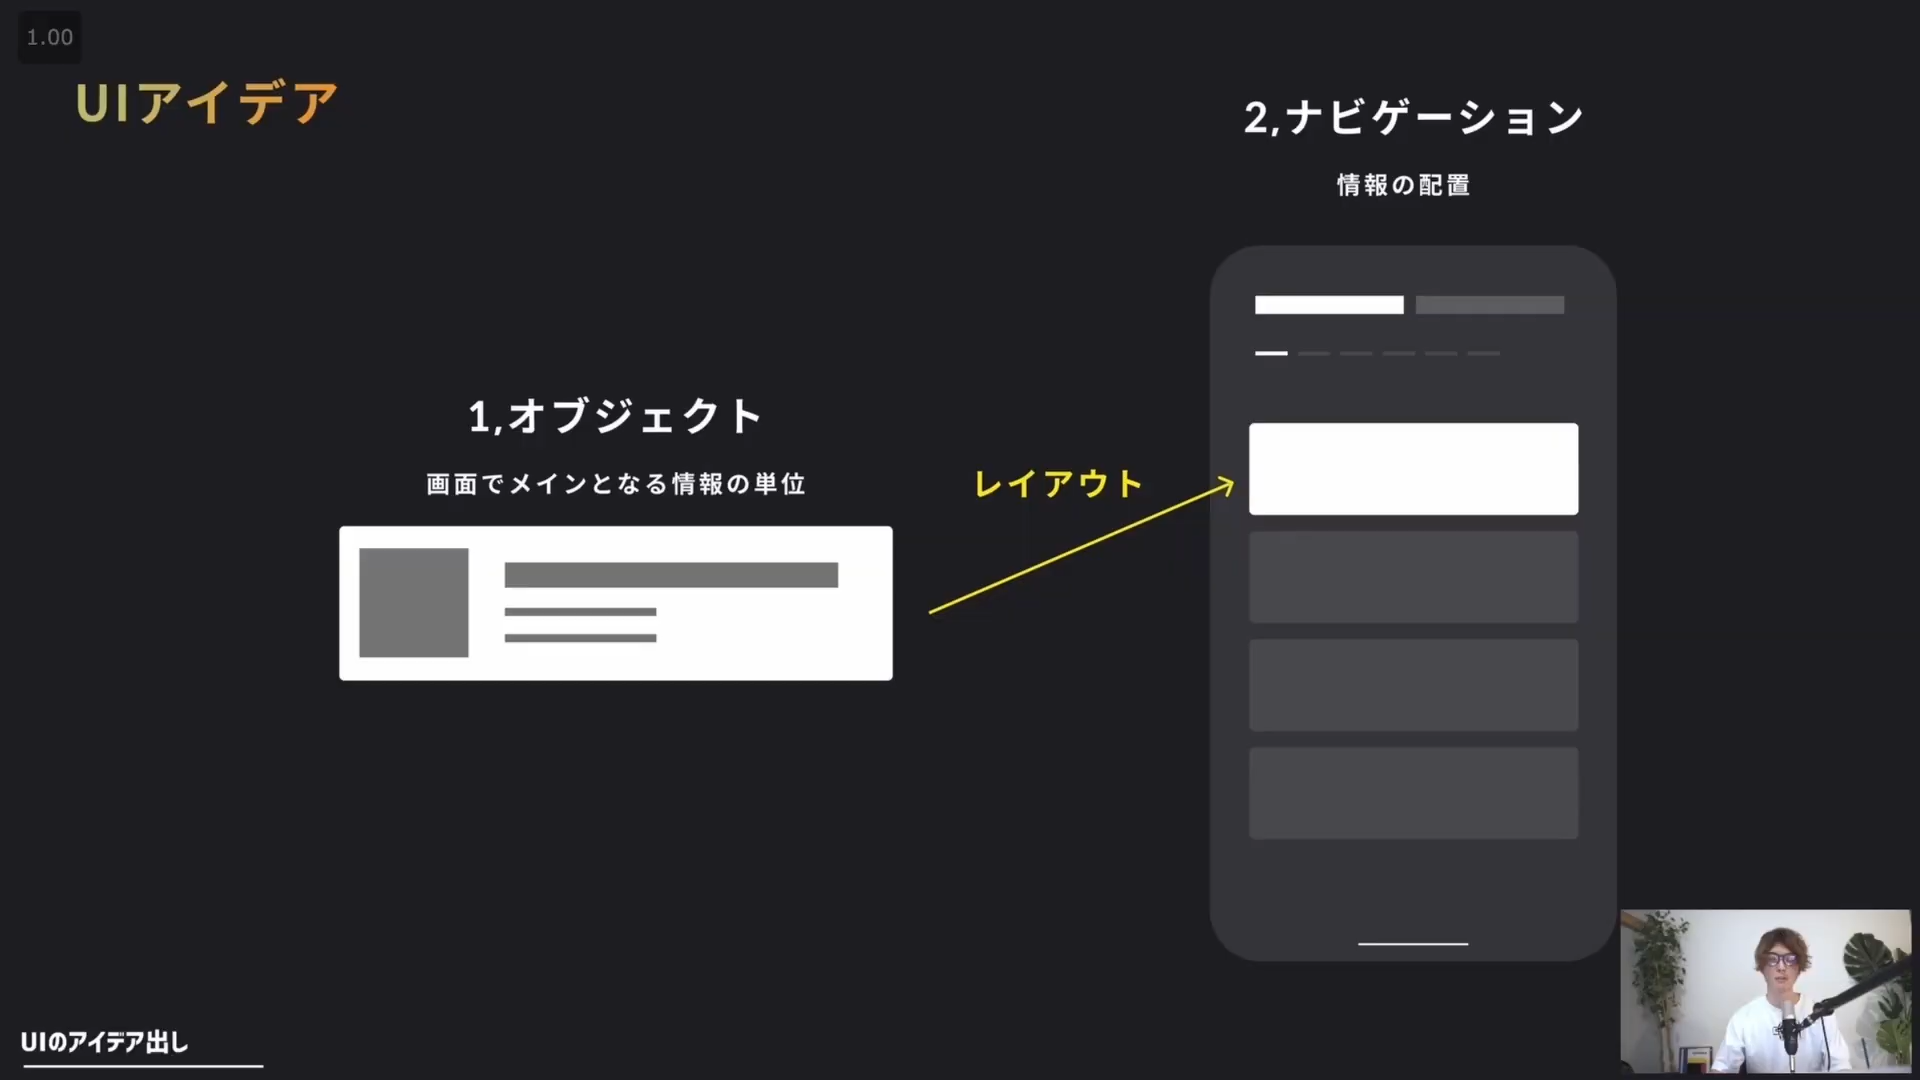 1.00
UIアイデア
2,ナビゲーション
情報の配置
1,オブジェクト
画面でメインとなる情報の単位
レイアウト
UIのアイデア出し